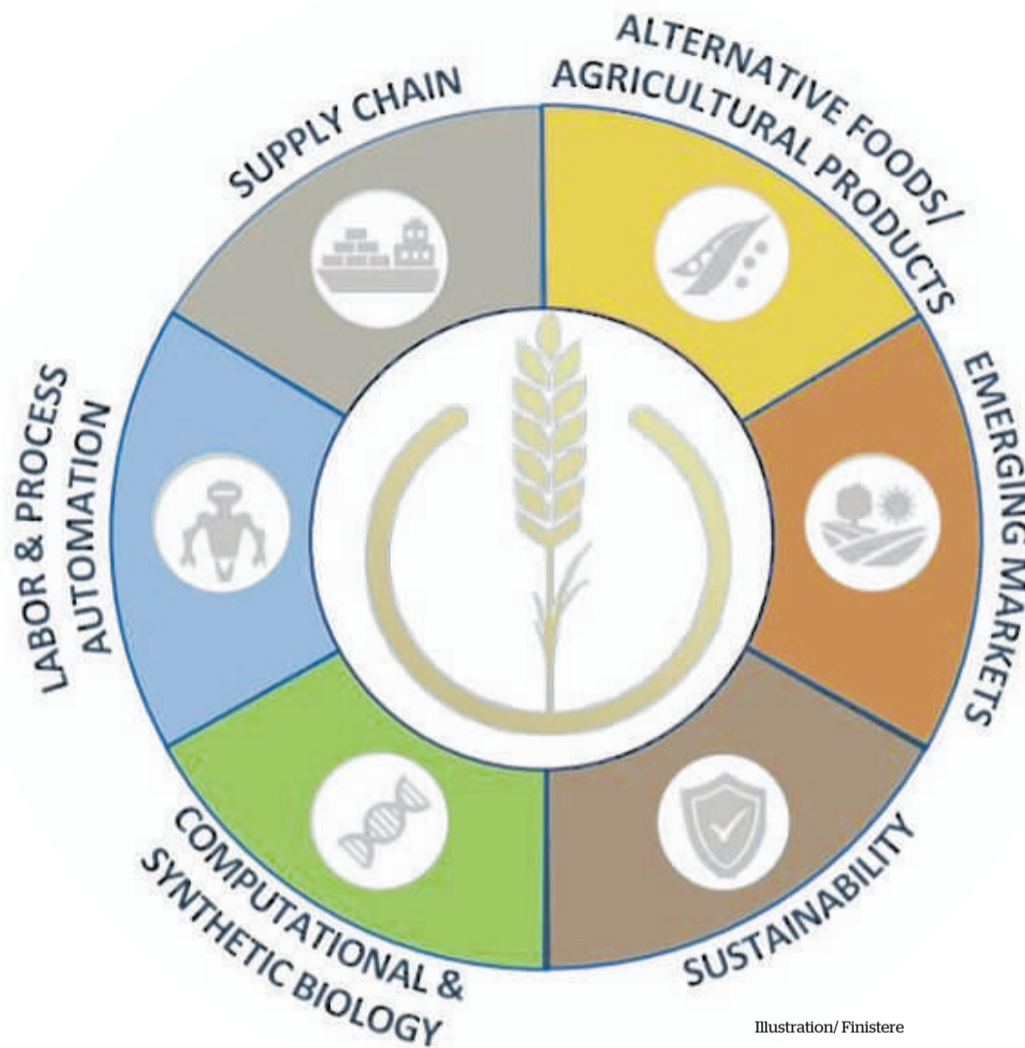 SUPPLY CHAIN
ALTERNATIVE FOODS/
AGRICULTURAL PRODUCTS
EMERGING MARKETS
SUSTAINABILITY
COMPUTATIONAL &
SYNTHETIC BIOLOGY
LABOR & PROCESS
AUTOMATION
Illustration/ Finistere